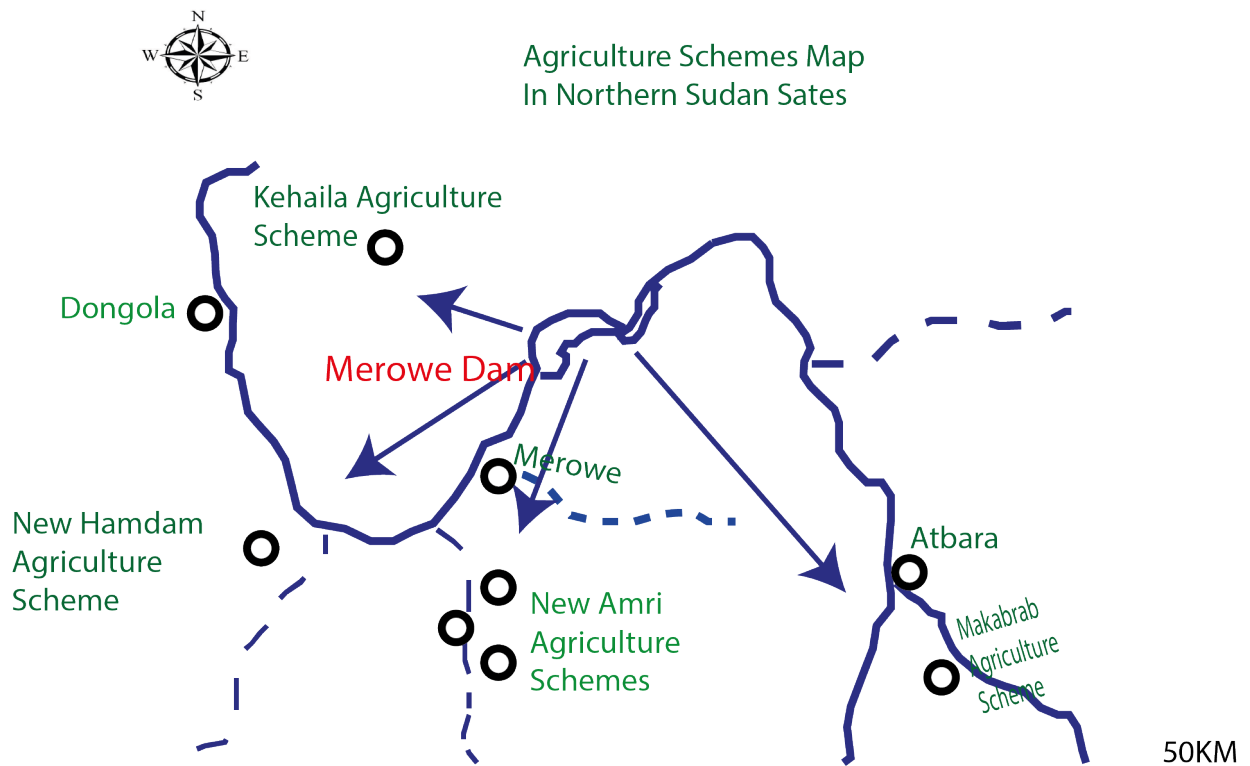 N
W E
S
Agriculture Schemes Map
In Northern Sudan Sates
Kehaila Agriculture
Scheme
Dongola
Merowe Dam
Merowe
New Hamdam
Agriculture
Scheme
Atbara
New Amri
Agriculture
Schemes
Makabrab
Agriculture
Scheme
50KM